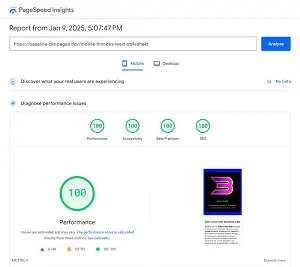 PageSpeed Insights
Report from Jan 9, 2025, 5:07:47 PM
https://baseline-css.pages.dev/mobile-first-css-reset-stylesheet
Analyze
Mobile
Desktop
Discover what your real users are experiencing
No Data
Diagnose performance issues
100
100
100
100
Performance
Accessibility
Best Practices
SEO
100
Performance
Values are estimated and may vary. The performance score is calculated
directly from these metrics. See calculator.
0–49
50–89
90–100
METRICS
Expand view